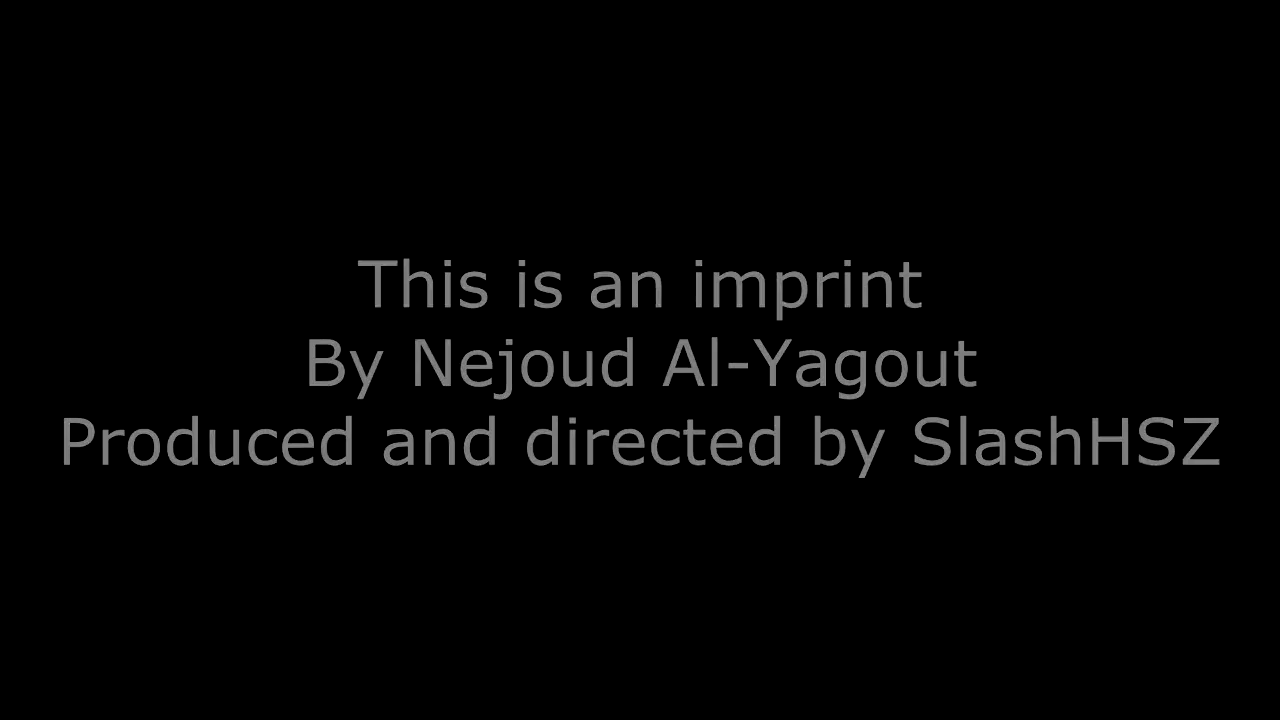 This is an imprint
By Nejoud Al-Yagout
Produced and directed by SlashHSZ